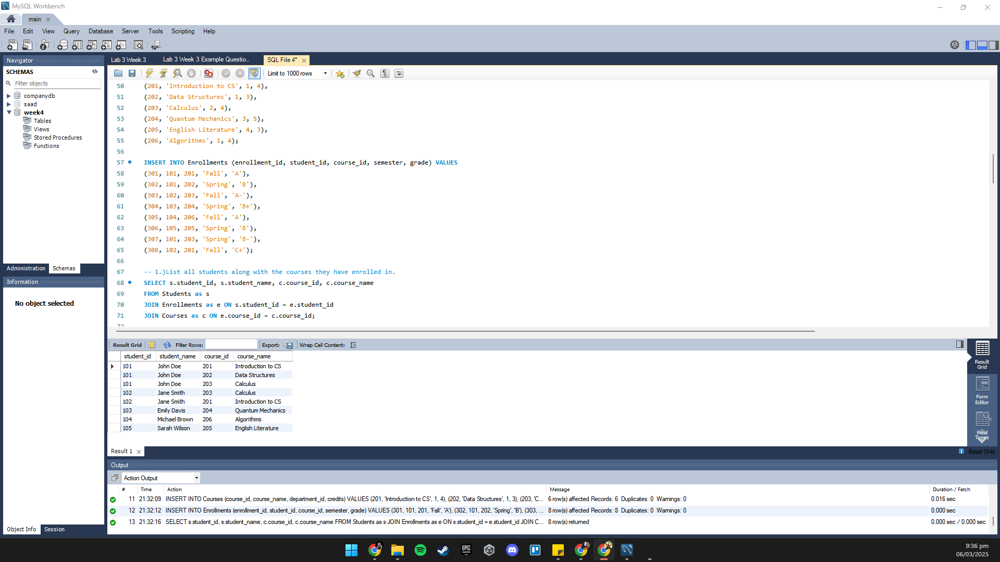 MySQL Workbench
main
File Edit View Query Database Server Tools Scripting Help
Navigator
SCHEMAS
Filter objects
companydb
saad
week4
Tables
Views
Stored Procedures
Functions
Administration Schemas
Information
No object selected
Object Info Session
Lab 3 Week 3 Lab 3 Week 3 Example Questio... SQL File 4*
Limit to 1000 rows
50 (201, 'Introduction to CS', 1, 4),
51 (202, 'Data Structures', 1, 3),
52 (203, 'Calculus', 2, 4),
53 (204, 'Quantum Mechanics', 3, 5),
54 (205, 'English Literature', 4, 3),
55 (206, 'Algorithms', 1, 4);
56
57 INSERT INTO Enrollments (enrollment_id, student_id, course_id, semester, grade) VALUES
58 (301, 101, 201, 'Fall', 'A'),
59 (302, 101, 202, 'Spring', 'B'),
60 (303, 102, 203, 'Fall', 'A-'),
61 (304, 103, 204, 'Spring', 'B+'),
62 (305, 104, 206, 'Fall', 'A'),
63 (306, 105, 205, 'Spring', 'B'),
64 (307, 101, 203, 'Spring', 'B-'),
65 (308, 102, 201, 'Fall', 'C+');
66
67 -- 1.)List all students along with the courses they have enrolled in.
68 SELECT s.student_id, s.student_name, c.course_id, c.course_name
69 FROM Students as s
70 JOIN Enrollments as e ON s.student_id = e.student_id
71 JOIN Courses as c ON e.course_id = c.course_id;
72
Result Grid Filter Rows: Export: Wrap Cell Content:
student_id student_name course_id course_name
101 John Doe 201 Introduction to CS
101 John Doe 202 Data Structures
101 John Doe 203 Calculus
102 Jane Smith 203 Calculus
102 Jane Smith 201 Introduction to CS
103 Emily Davis 204 Quantum Mechanics
104 Michael Brown 206 Algorithms
105 Sarah Wilson 205 English Literature
Result Grid
Form Editor
Field Types
Result 1
Read Only
Output
Action Output
# Time Action Message Duration / Fetch
11 21:32:09 INSERT INTO Courses (course_id, course_name, department_id, credits) VALUES (201, 'Introduction to CS', 1, 4), (202, 'Data Structures', 1, 3), (203, 'C... 6 row(s) affected Records: 6 Duplicates: 0 Warnings: 0 0.016 sec
12 21:32:12 INSERT INTO Enrollments (enrollment_id, student_id, course_id, semester, grade) VALUES (301, 101, 201, 'Fall', 'A'), (302, 101, 202, 'Spring', 'B'), (303, ... 8 row(s) affected Records: 8 Duplicates: 0 Warnings: 0 0.000 sec
13 21:32:16 SELECT s.student_id, s.student_name, c.course_id, c.course_name FROM Students as s JOIN Enrollments as e ON s.student_id = e.student_id JOIN C... 8 row(s) returned 0.000 sec / 0.000 sec
EPIC GAMES
9:36 pm
06/03/2025